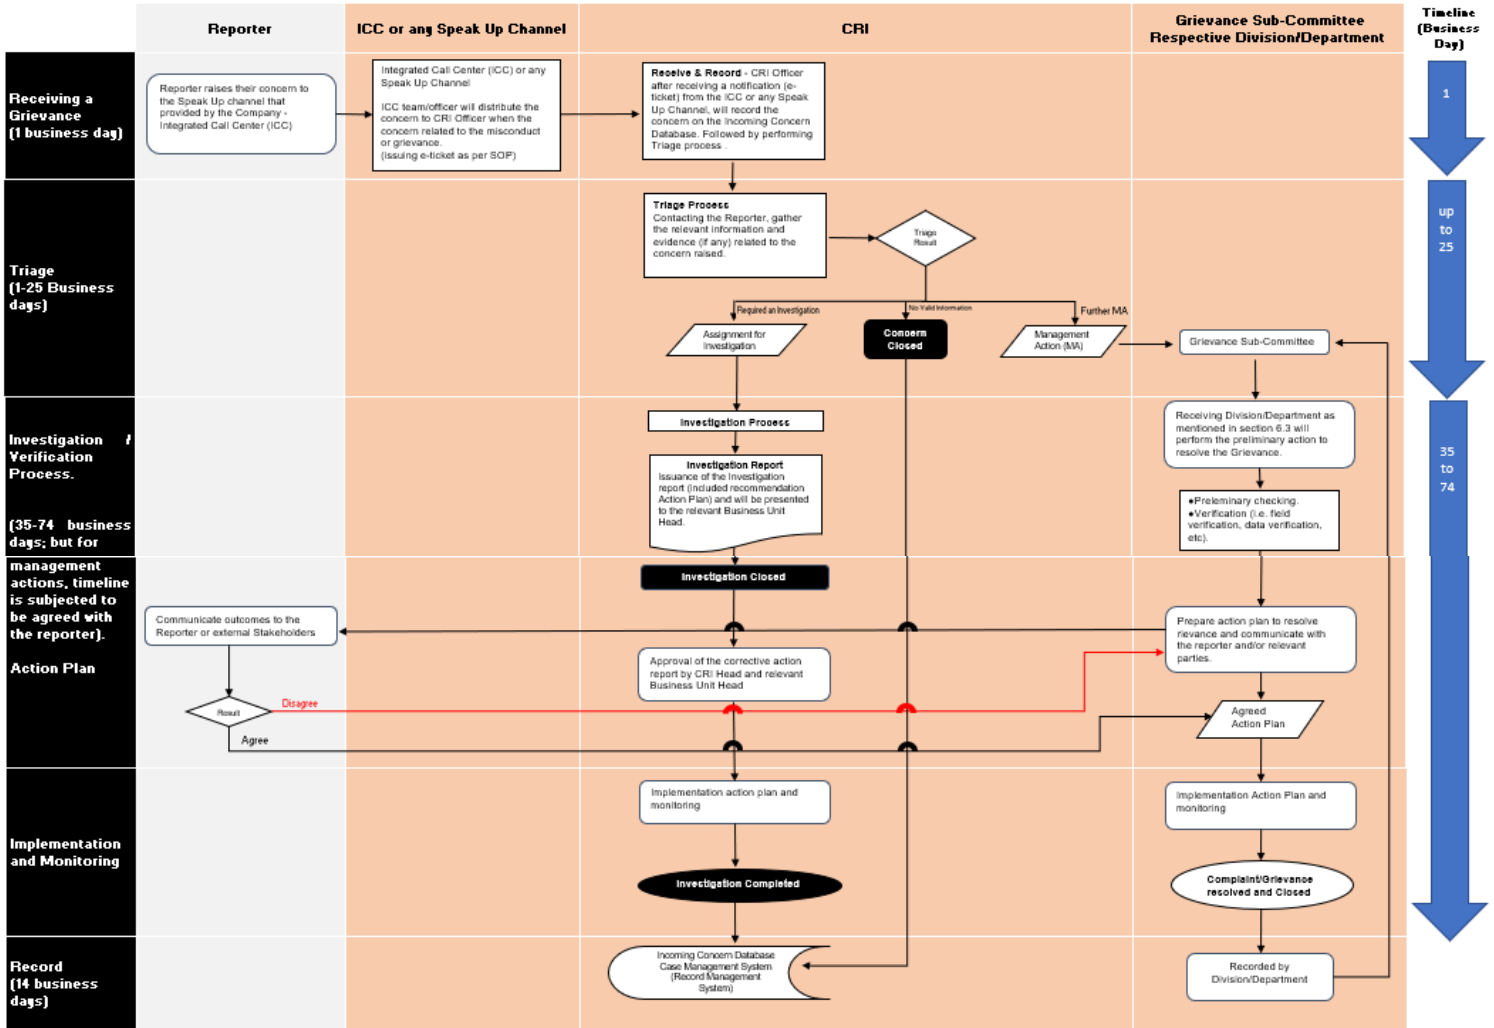 Reporter
ICC or any Speak Up Channel
CRI
Grievance Sub-Committee
Respective Division/Department
Timeline
(Business
Day)
Receiving a
Grievance
(1 business day)
Reporter raises their concern to
the Speak Up channel that
provided by the Company -
Integrated Call Center (ICC)
Integrated Call Center (ICC) or any
Speak Up Channel
ICC team/officer will distribute the
concern to CRI Officer when the
concern related to the misconduct
or grievance.
(issuing e-ticket as per SOP)
Receive & Record - CRI Officer
after receiving a notification (e-
ticket) from the ICC or any Speak
Up Channel, will record the
concern on the Incoming Concern
Database. Followed by performing
Triage process .
1
Triage
(1-25 Business
days)
Triage Process
Contacting the Reporter, gather
the relevant information and
evidence (if any) related to the
concern raised.
Triage
Result
up
to
25
Required an Investigation
No Valid Information
Further MA
Assignment for
Investigation
Concern
Closed
Management
Action (MA)
Grievance Sub-Committee
Investigation /
Verification
Process.
(35-74 business
days; but for
management
actions, timeline
is subjected to
be agreed with
the reporter).
Action Plan
Investigation Process
Investigation Report
Issuance of the Investigation
report (included recommendation
Action Plan) and will be presented
to the relevant Business Unit
Head.
Receiving Division/Department as
mentioned in section 6.3 will
perform the preliminary action to
resolve the Grievance.
●Preleminary checking.
●Verification (i.e. field
verification, data verification,
etc).
35
to
74
Investigation Closed
Communicate outcomes to the
Reporter or external Stakeholders
Approval of the corrective action
report by CRI Head and relevant
Business Unit Head
Prepare action plan to resolve
rievance and communicate with
the reporter and/or relevant
parties.
Result
Disagree
Agree
Agreed
Action Plan
Implementation
and Monitoring
Implementation action plan and
monitoring
Implementation Action Plan and
monitoring
Investigation Completed
Complaint/Grievance
resolved and Closed
Record
(14 business
days)
Incoming Concern Database
Case Management System
(Record Management
System)
Recorded by
Division/Department